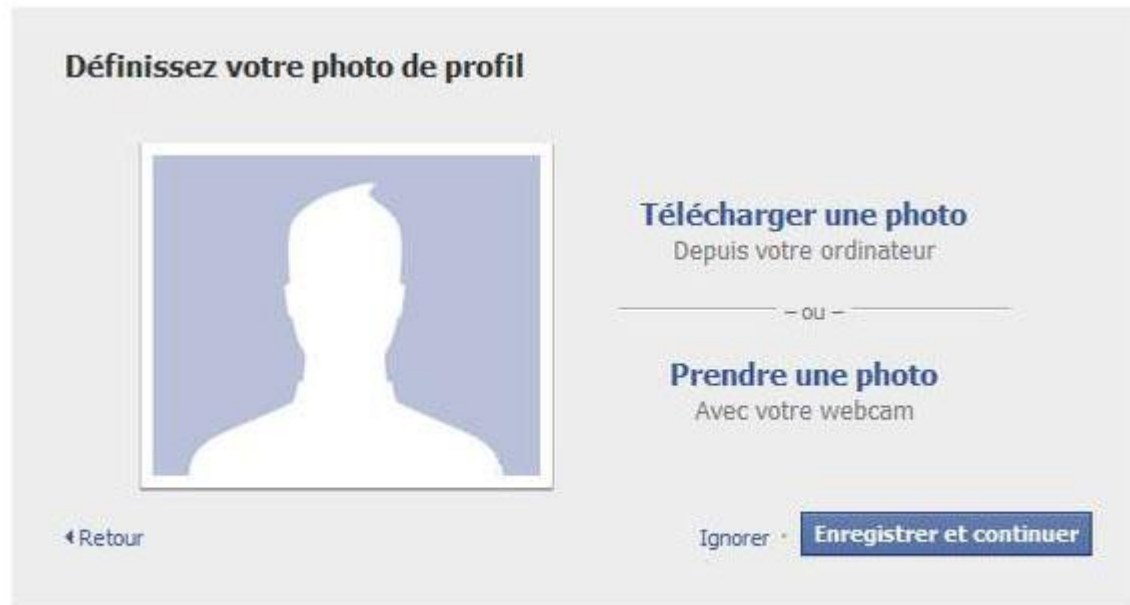 Définissez votre photo de profil
Télécharger une photo
Depuis votre ordinateur
– ou –
Prendre une photo
Avec votre webcam
Retour
Ignorer · Enregistrer et continuer